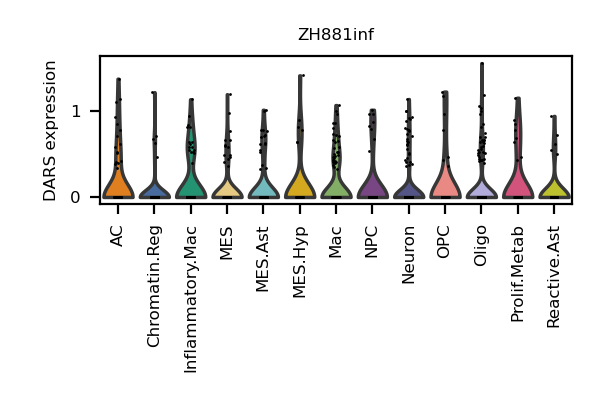 ZH881inf
DARS expression
1
0
AC
Chromatin.Reg
Inflammatory.Mac
MES
MES.Ast
MES.Hyp
Mac
NPC
Neuron
OPC
Oligo
Prolif.Metab
Reactive.Ast